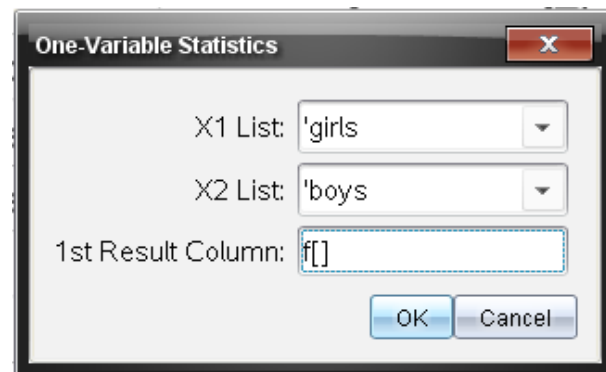 One-Variable Statistics
X1 List: 'girls
X2 List: 'boys
1st Result Column: f[]
OK Cancel